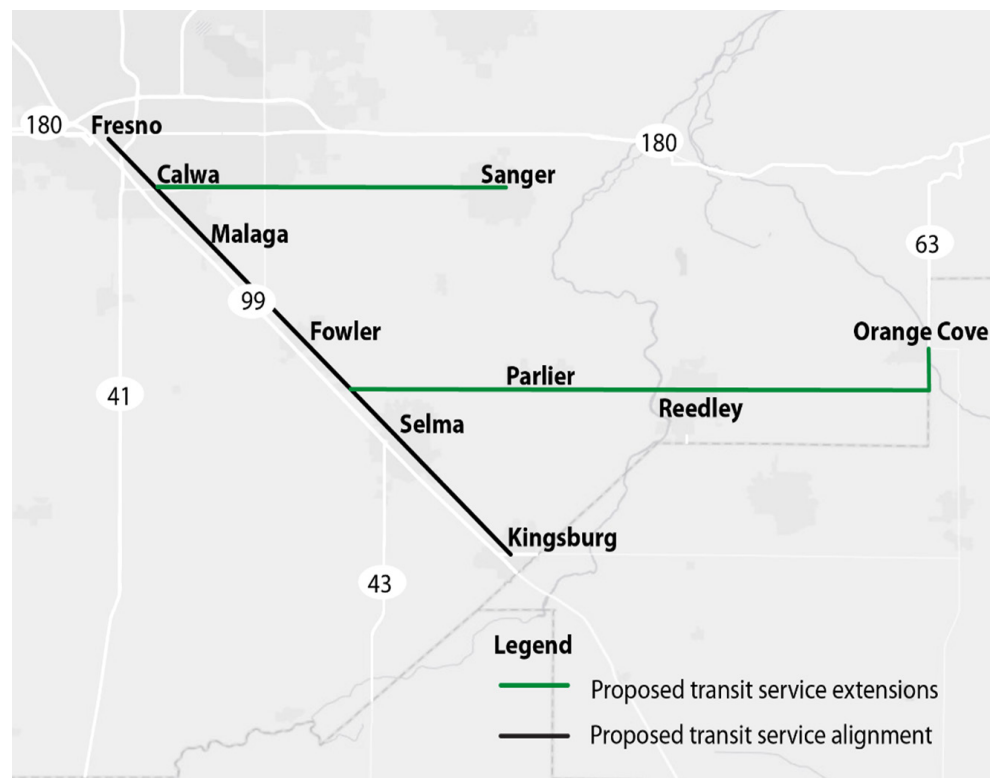 180
Fresno
180
Calwa
Sanger
Malaga
63
99
Fowler
Orange Cove
Parlier
41
Reedley
Selma
Kingsburg
43
Legend
Proposed transit service extensions
Proposed transit service alignment